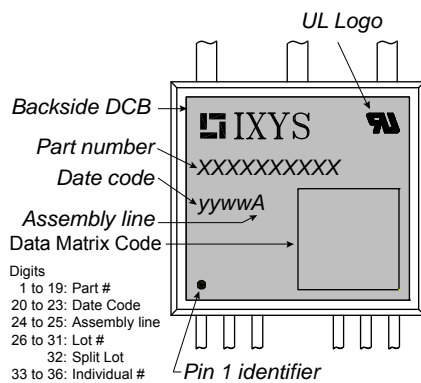 UL Logo
Backside DCB
IXYS
Part number
XXXXXXXXXX
Date code
yywwA
Assembly line
Data Matrix Code
Digits
1 to 19: Part #
20 to 23: Date Code
24 to 25: Assembly line
26 to 31: Lot #
32: Split Lot
33 to 36: Individual #
Pin 1 identifier